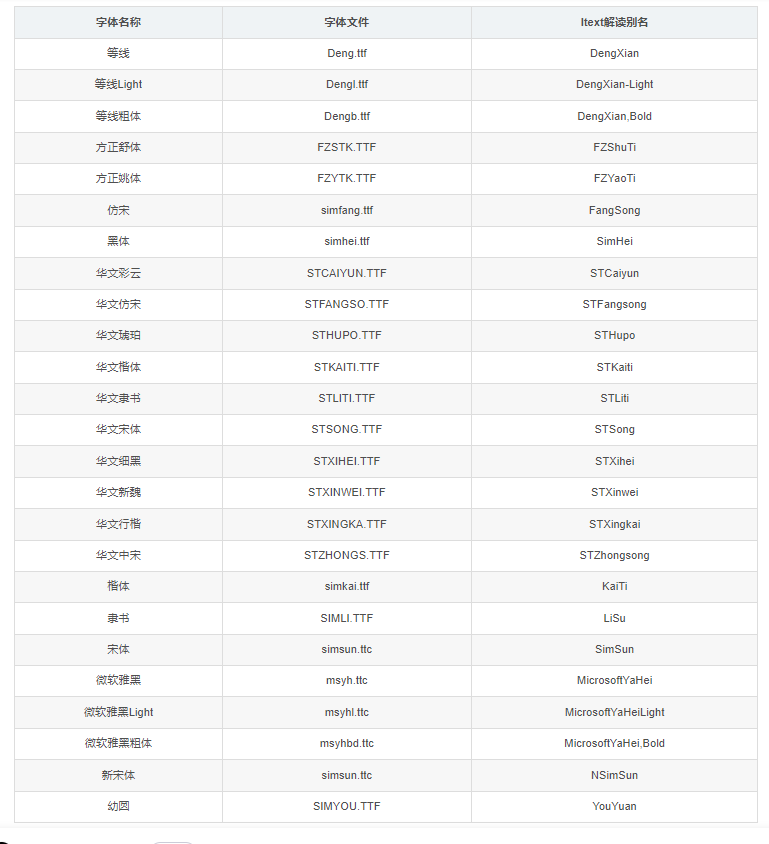 字体名称 字体文件 Itext解读别名
等线 Deng.ttf DengXian
等线Light Dengl.ttf DengXian-Light
等线粗体 Dengb.ttf DengXian,Bold
方正舒体 FZSTK.TTF FZShuTi
方正姚体 FZYTK.TTF FZYaoTi
仿宋 simfang.ttf FangSong
黑体 simhei.ttf SimHei
华文彩云 STCAIYUN.TTF STCaiyun
华文仿宋 STFANGSO.TTF STFangsong
华文琥珀 STHUPO.TTF STHupo
华文楷体 STKAITI.TTF STKaiti
华文隶书 STLITI.TTF STLiti
华文宋体 STSONG.TTF STSong
华文细黑 STXIHEI.TTF STXihei
华文新魏 STXINWEI.TTF STXinwei
华文行楷 STXINGKA.TTF STXingkai
华文中宋 STZHONGS.TTF STZhongsong
楷体 simkai.ttf KaiTi
隶书 SIMLI.TTF LiSu
宋体 simsun.ttc SimSun
微软雅黑 msyh.ttc MicrosoftYaHei
微软雅黑Light msyhl.ttc MicrosoftYaHeiLight
微软雅黑粗体 msyhbd.ttc MicrosoftYaHei,Bold
新宋体 simsun.ttc NSimSun
幼圆 SIMYOU.TTF YouYuan